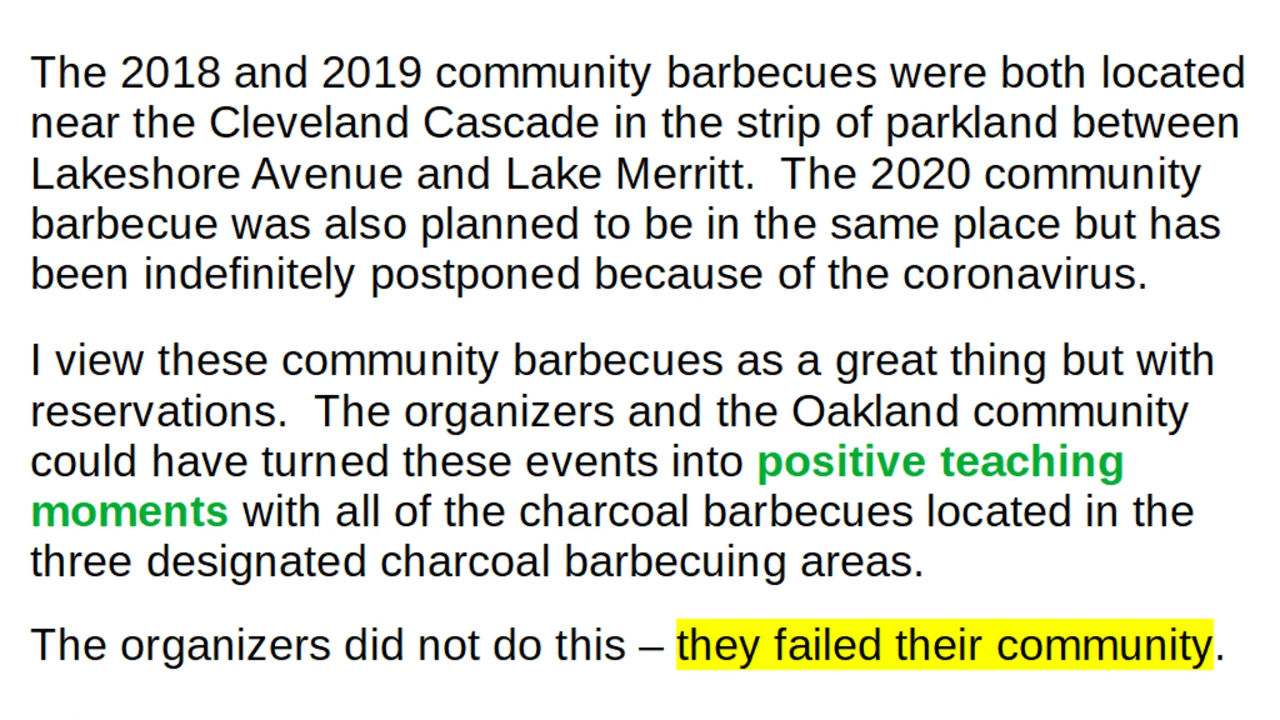 The 2018 and 2019 community barbecues were both located
near the Cleveland Cascade in the strip of parkland between
Lakeshore Avenue and Lake Merritt.  The 2020 community
barbecue was also planned to be in the same place but has
been indefinitely postponed because of the coronavirus.
I view these community barbecues as a great thing but with
reservations.  The organizers and the Oakland community
could have turned these events into positive teaching
moments with all of the charcoal barbecues located in the
three designated charcoal barbecuing areas.
The organizers did not do this – they failed their community.